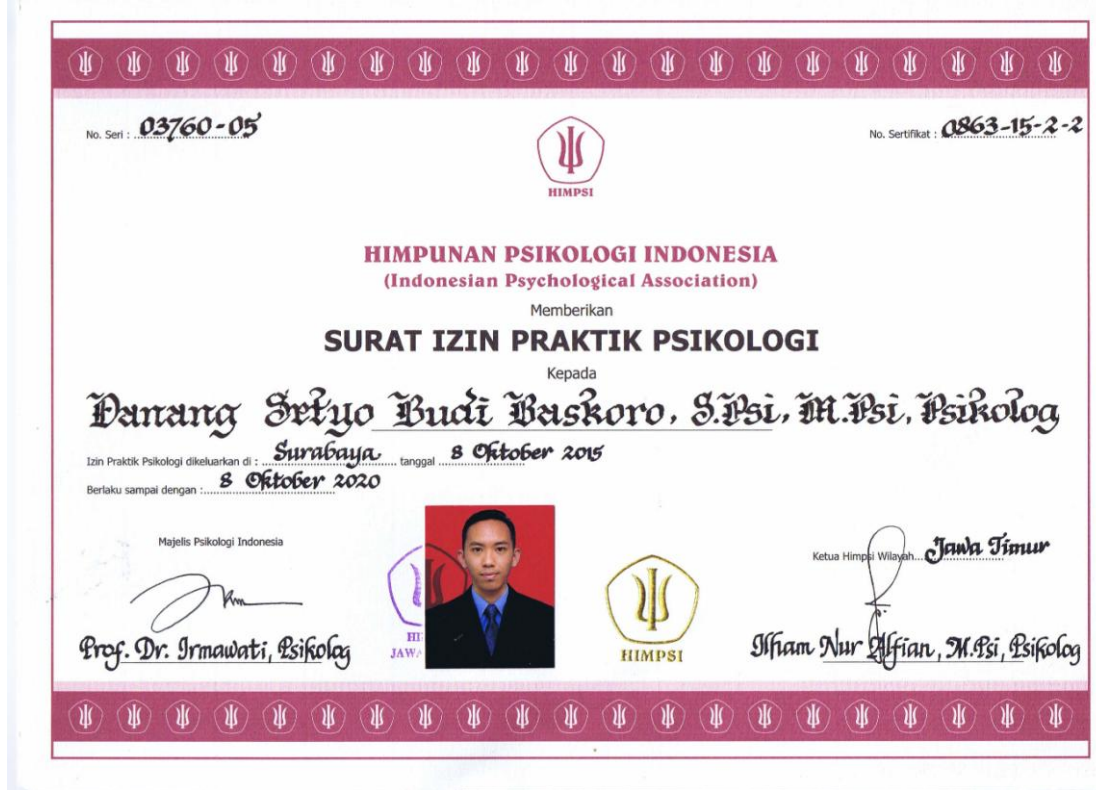 No. Seri : 03760-05
No. Sertifikat : 0863-15-2-2
HIMPSI
HIMPUNAN PSIKOLOGI INDONESIA
(Indonesian Psychological Association)
Memberikan
SURAT IZIN PRAKTIK PSIKOLOGI
Kepada
Danang Setyo Budi Baskoro, S.Psi, M.Psi, Psikolog
Izin Praktik Psikologi dikeluarkan di : Surabaya tanggal 8 Oktober 2015
Berlaku sampai dengan : 8 Oktober 2020
Majelis Psikologi Indonesia
Ketua Himpsi Wilayah Jawa Timur
HI
JAWA
HIMPSI
Prof. Dr. Irmawati, Psikolog
Ilham Nur Alfian, M.Psi, Psikolog